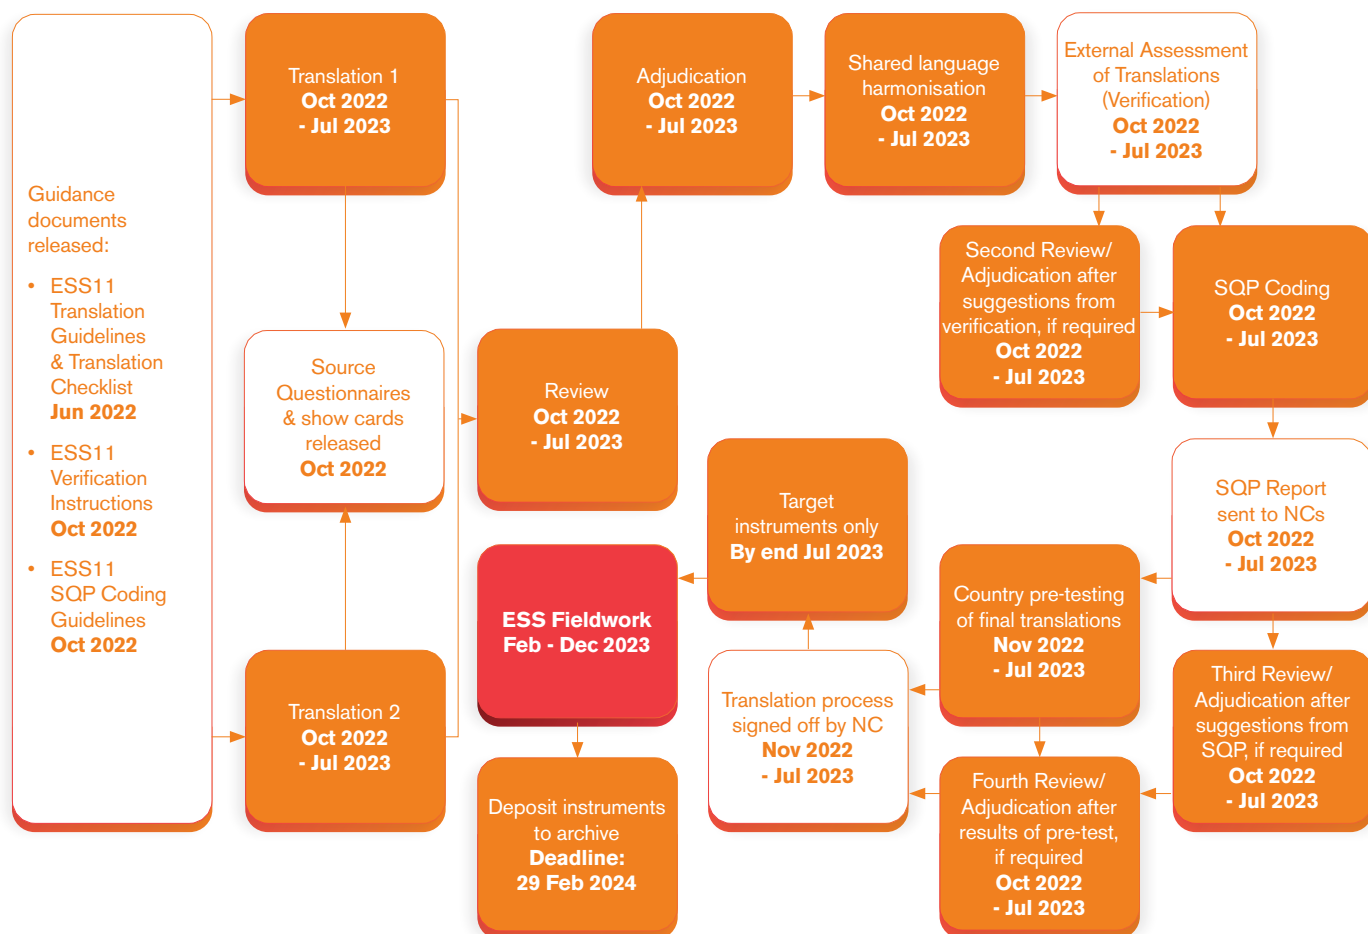 Guidance
documents
released:
• ESS11
Translation
Guidelines
& Translation
Checklist
Jun 2022
• ESS11
Verification
Instructions
Oct 2022
• ESS11
SQP Coding
Guidelines
Oct 2022
Translation 1
Oct 2022
- Jul 2023
Source
Questionnaires
& show cards
released
Oct 2022
Translation 2
Oct 2022
- Jul 2023
Review
Oct 2022
- Jul 2023
Adjudication
Oct 2022
- Jul 2023
Shared language
harmonisation
Oct 2022
- Jul 2023
External Assessment
of Translations
(Verification)
Oct 2022
- Jul 2023
Second Review/
Adjudication after
suggestions from
verification, if required
Oct 2022
- Jul 2023
SQP Coding
Oct 2022
- Jul 2023
SQP Report
sent to NCs
Oct 2022
- Jul 2023
Country pre-testing
of final translations
Nov 2022
- Jul 2023
Third Review/
Adjudication after
suggestions from
SQP, if required
Oct 2022
- Jul 2023
Fourth Review/
Adjudication after
results of pre-test,
if required
Oct 2022
- Jul 2023
Translation process
signed off by NC
Nov 2022
- Jul 2023
Target
instruments only
By end Jul 2023
ESS Fieldwork
Feb - Dec 2023
Deposit instruments
to archive
Deadline:
29 Feb 2024